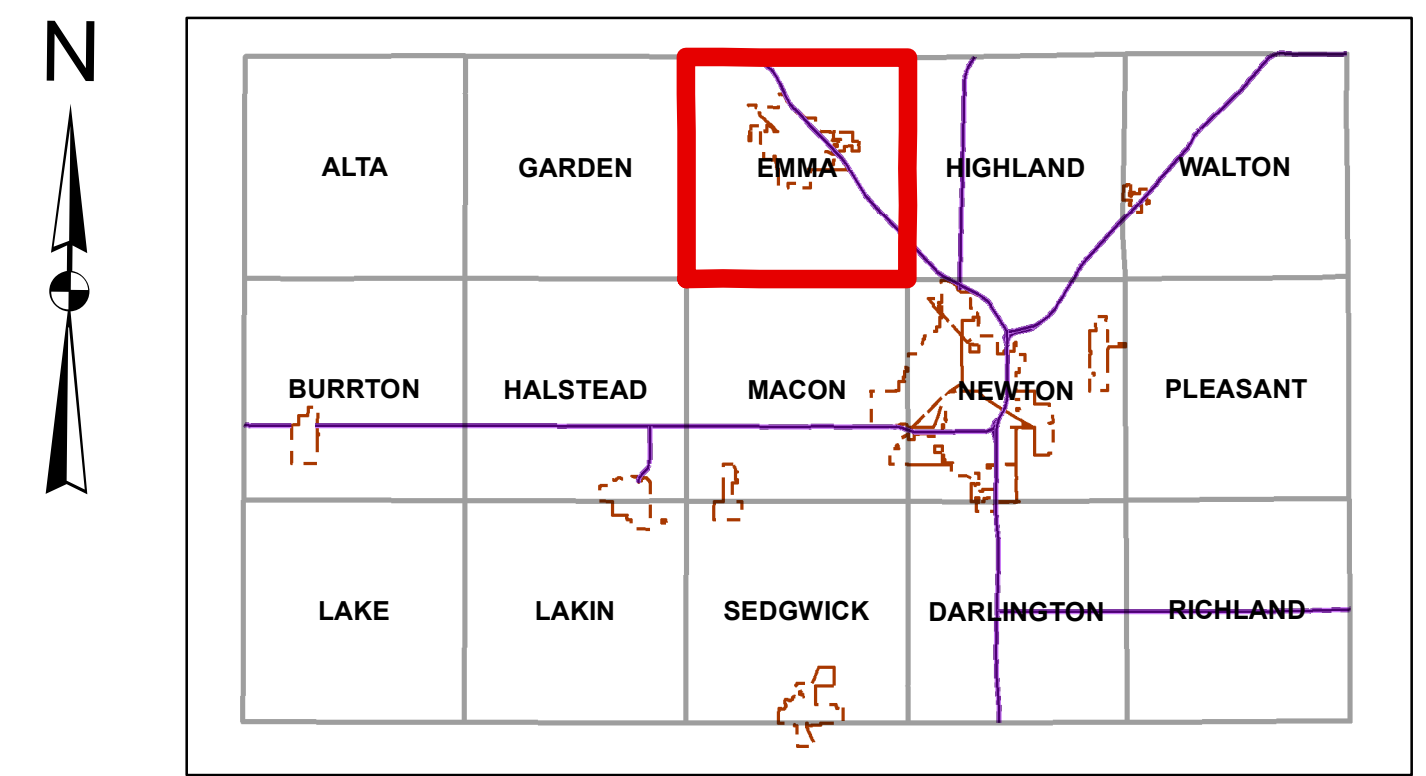 N
ALTA
GARDEN
EMMA
HIGHLAND
WALTON
BURRTON
HALSTEAD
MACON
NEWTON
PLEASANT
LAKE
LAKIN
SEDGWICK
DARLINGTON
RICHLAND